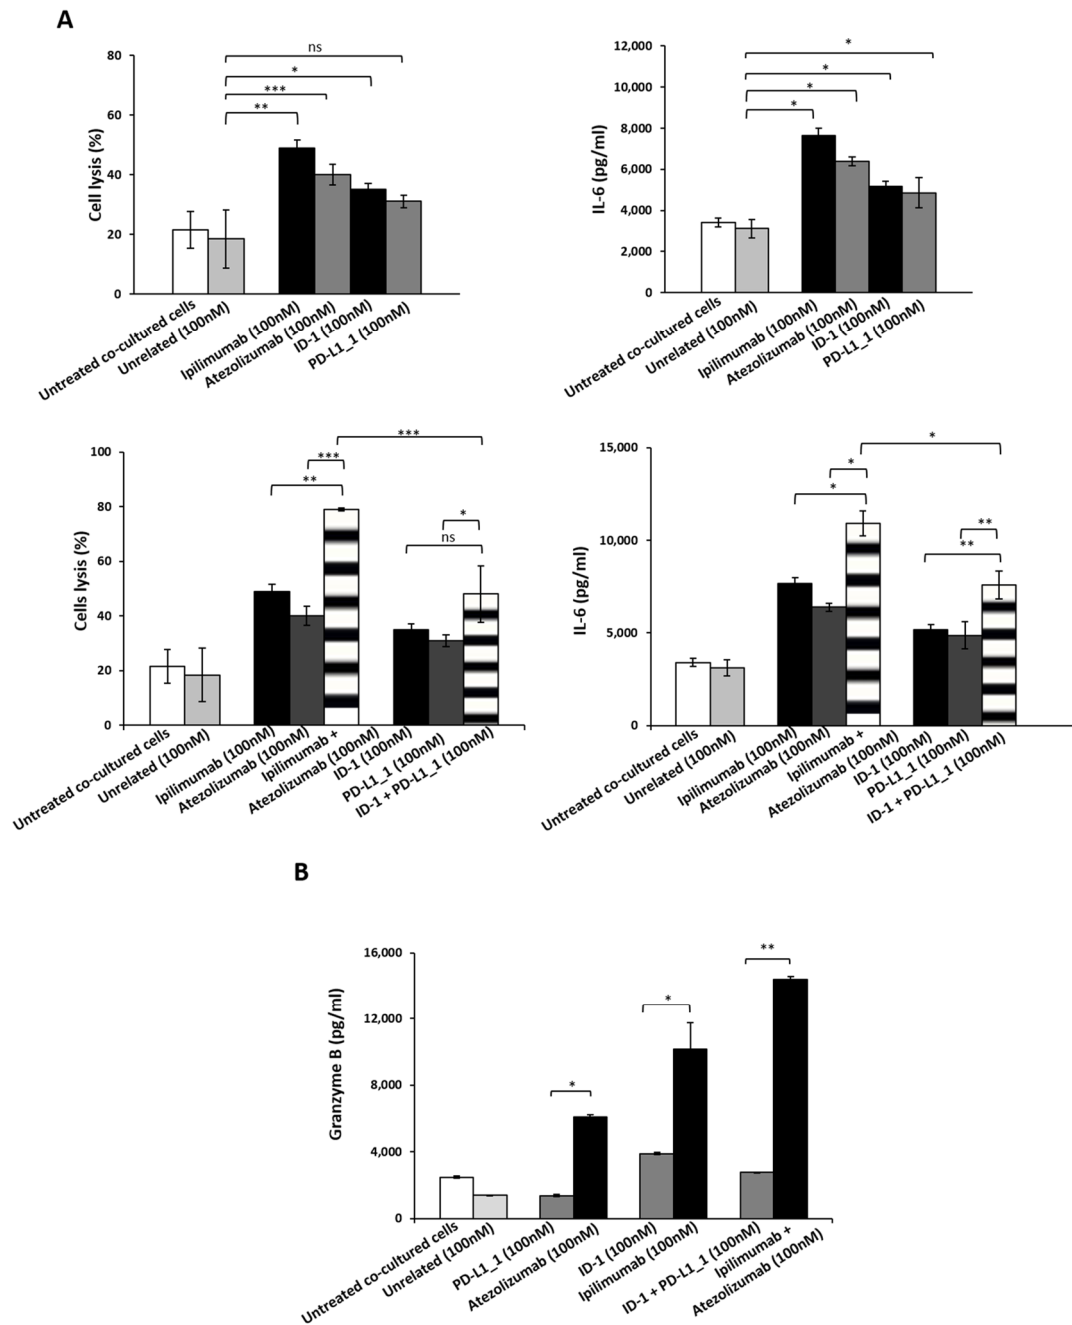 A
Cell lysis (%)
80
60
40
20
0
ns
*
***
**
Untreated co-cultured cells
Unrelated (100nM)
Ipilimumab (100nM)
Atezolizumab (100nM)
ID-1 (100nM)
PD-L1_1 (100nM)
IL-6 (pg/ml)
12,000
10,000
8,000
6,000
4,000
2,000
0
*
*
*
*
Untreated co-cultured cells
Unrelated (100nM)
Ipilimumab (100nM)
Atezolizumab (100nM)
ID-1 (100nM)
PD-L1_1 (100nM)
Cells lysis (%)
100
80
60
40
20
0
***
***
**
*
ns
Untreated co-cultured cells
Unrelated (100nM)
Ipilimumab (100nM)
Atezolizumab (100nM)
Ipilimumab +
Atezolizumab (100nM)
ID-1 (100nM)
PD-L1_1 (100nM)
ID-1 + PD-L1_1 (100nM)
IL-6 (pg/ml)
15,000
10,000
5,000
0
*
*
*
**
**
Untreated co-cultured cells
Unrelated (100nM)
Ipilimumab (100nM)
Atezolizumab (100nM)
Ipilimumab +
Atezolizumab (100nM)
ID-1 (100nM)
PD-L1_1 (100nM)
ID-1 + PD-L1_1 (100nM)
B
Granzyme B (pg/ml)
16,000
12,000
8,000
4,000
0
*
*
**
Untreated co-cultured cells
Unrelated (100nM)
PD-L1_1 (100nM)
Atezolizumab (100nM)
ID-1 (100nM)
Ipilimumab (100nM)
ID-1 + PD-L1_1 (100nM)
Ipilimumab +
Atezolizumab (100nM)